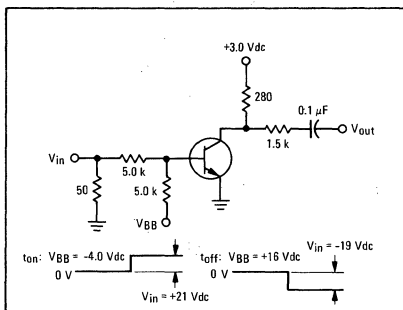 +3.0 Vdc
280
0.1 µF
Vout
1.5 k
Vin
5.0 k
50
5.0 k
VBB
ton: VBB = -4.0 Vdc
0 V
Vin = +21 Vdc
toff: VBB = +16 Vdc
0 V
Vin = -19 Vdc